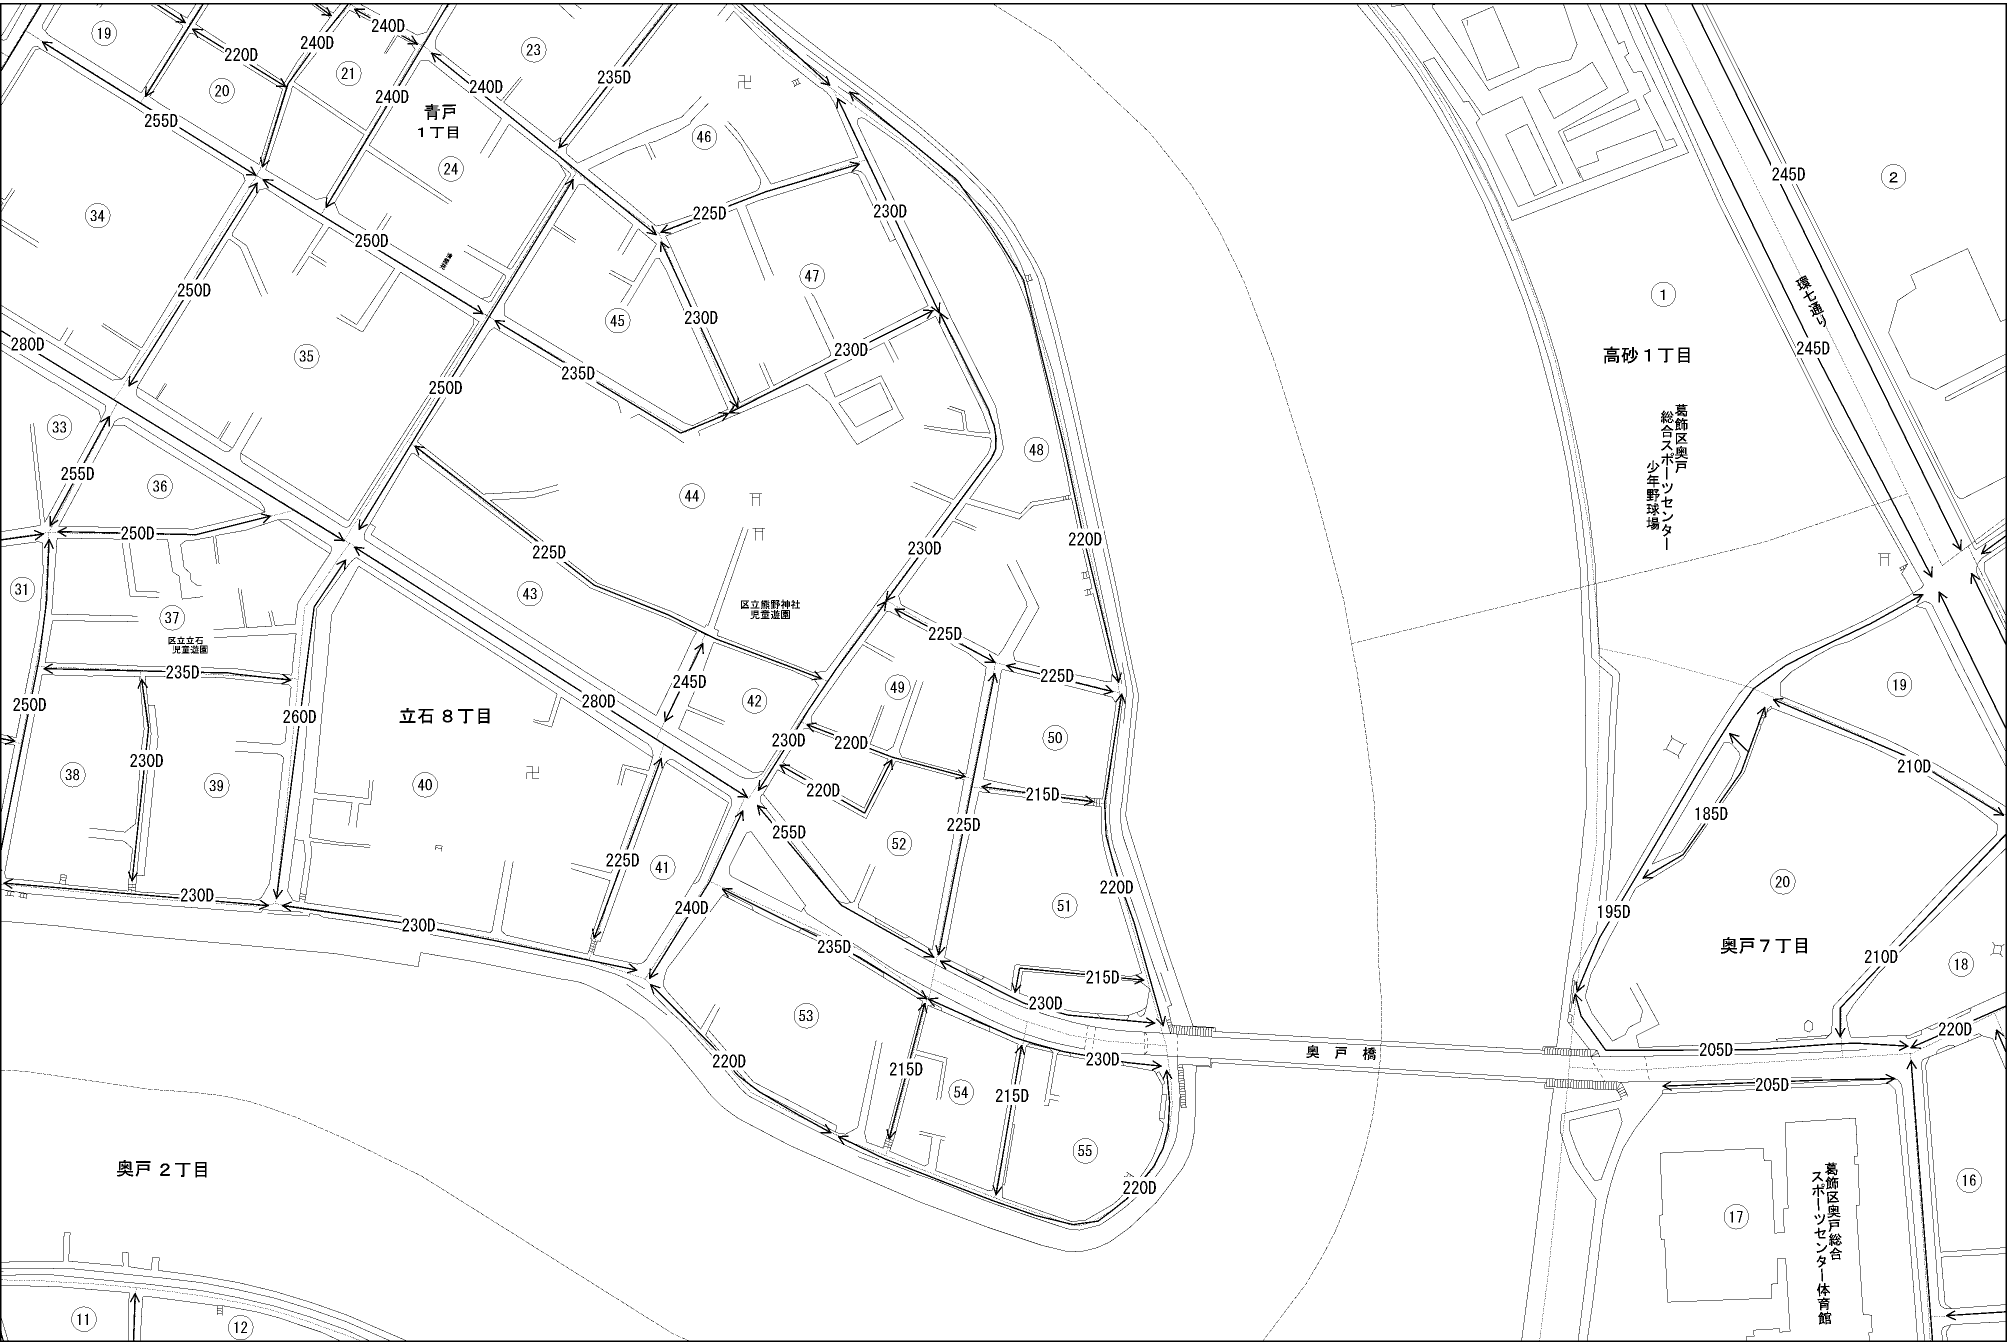 19
220D
20
240D
240D
21
240D
255D
青戸
1丁目
240D
23
235D
24
46
225D
230D
34
250D
250D
47
45
230D
230D
235D
35
250D
280D
33
255D
36
250D
44
225D
43
区立熊野神社
児童遊園
230D
48
220D
31
37
区立立石
児童遊園
235D
250D
230D
38
39
260D
立石 8丁目
40
280D
245D
42
230D
225D
225D
49
50
220D
220D
215D
225D
255D
52
225D
41
240D
230D
230D
220D
51
235D
215D
230D
53
220D
215D
54
215D
230D
55
220D
奥戸 2丁目
11
12
奥戸橋
245D
2
環七通り
245D
1
高砂1丁目
葛飾区奥戸
総合スポーツセンター
少年野球場
19
210D
185D
20
195D
奥戸7丁目
210D
18
220D
205D
205D
16
17
葛飾区奥戸総合
スポーツセンター体育館